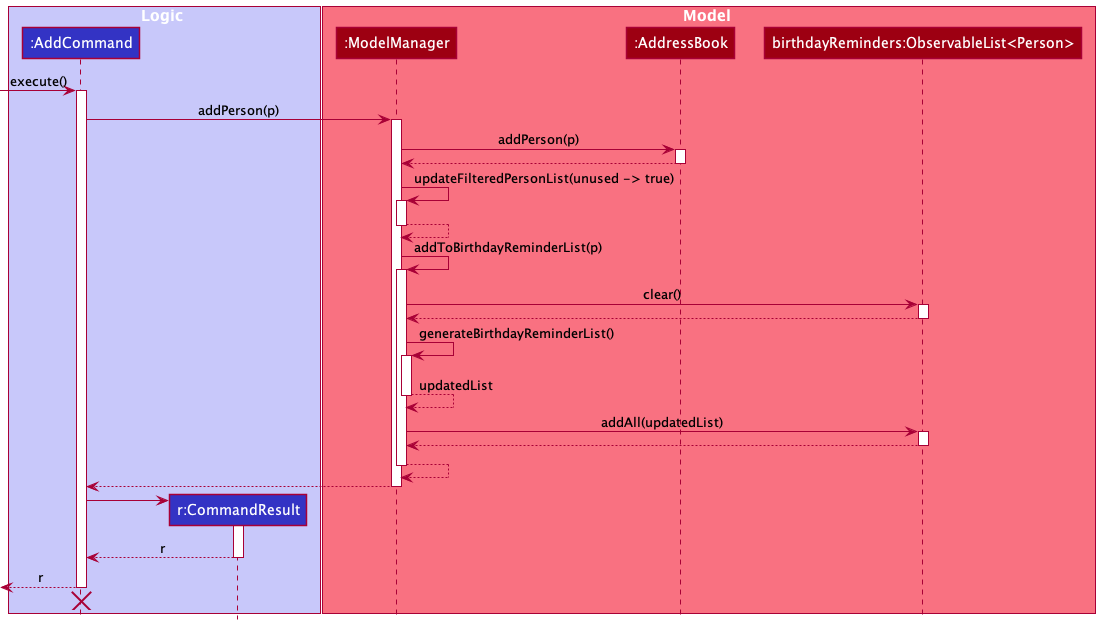 Logic
Model
:AddCommand
:ModelManager
:AddressBook
birthdayReminders:ObservableList<Person>
execute()
addPerson(p)
addPerson(p)
updateFilteredPersonList(unused -> true)
addToBirthdayReminderList(p)
clear()
generateBirthdayReminderList()
updatedList
addAll(updatedList)
r:CommandResult
r
r